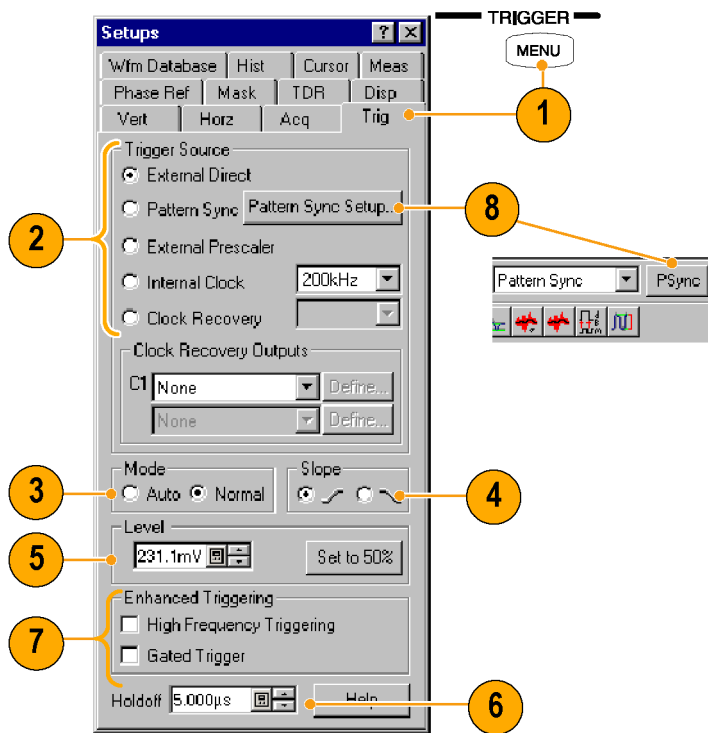 TRIGGER
MENU
Setups
Wfm Database Hist Cursor Meas
Phase Ref Mask TDR Disp
Vert Horz Acq Trig
1
Trigger Source
External Direct
Pattern Sync Pattern Sync Setup...
8
2
External Prescaler
Internal Clock 200kHz
Pattern Sync PSync
Clock Recovery
Clock Recovery Outputs
C1 None Define...
None Define...
Mode Slope
3
Auto Normal
4
Level
5
231.1mV Set to 50%
Enhanced Triggering
High Frequency Triggering
7
Gated Trigger
Holdoff 5.000µs Help
6